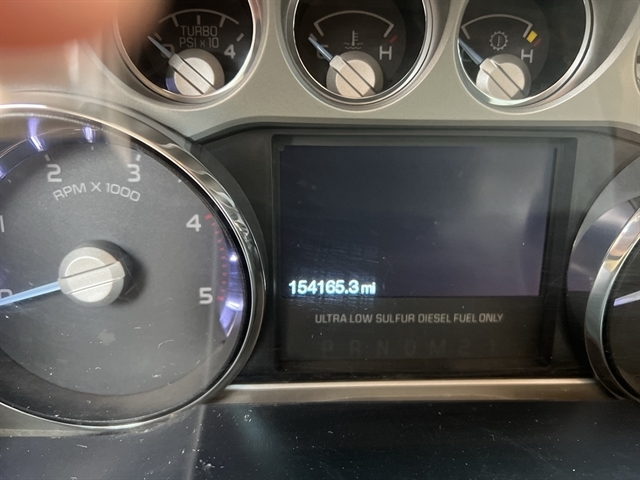 TURBO
PSI x 10
4
H
H
2
3
1
RPM X 1000
4
0
5
154165.3 mi
ULTRA LOW SULFUR DIESEL FUEL ONLY
P R N D M